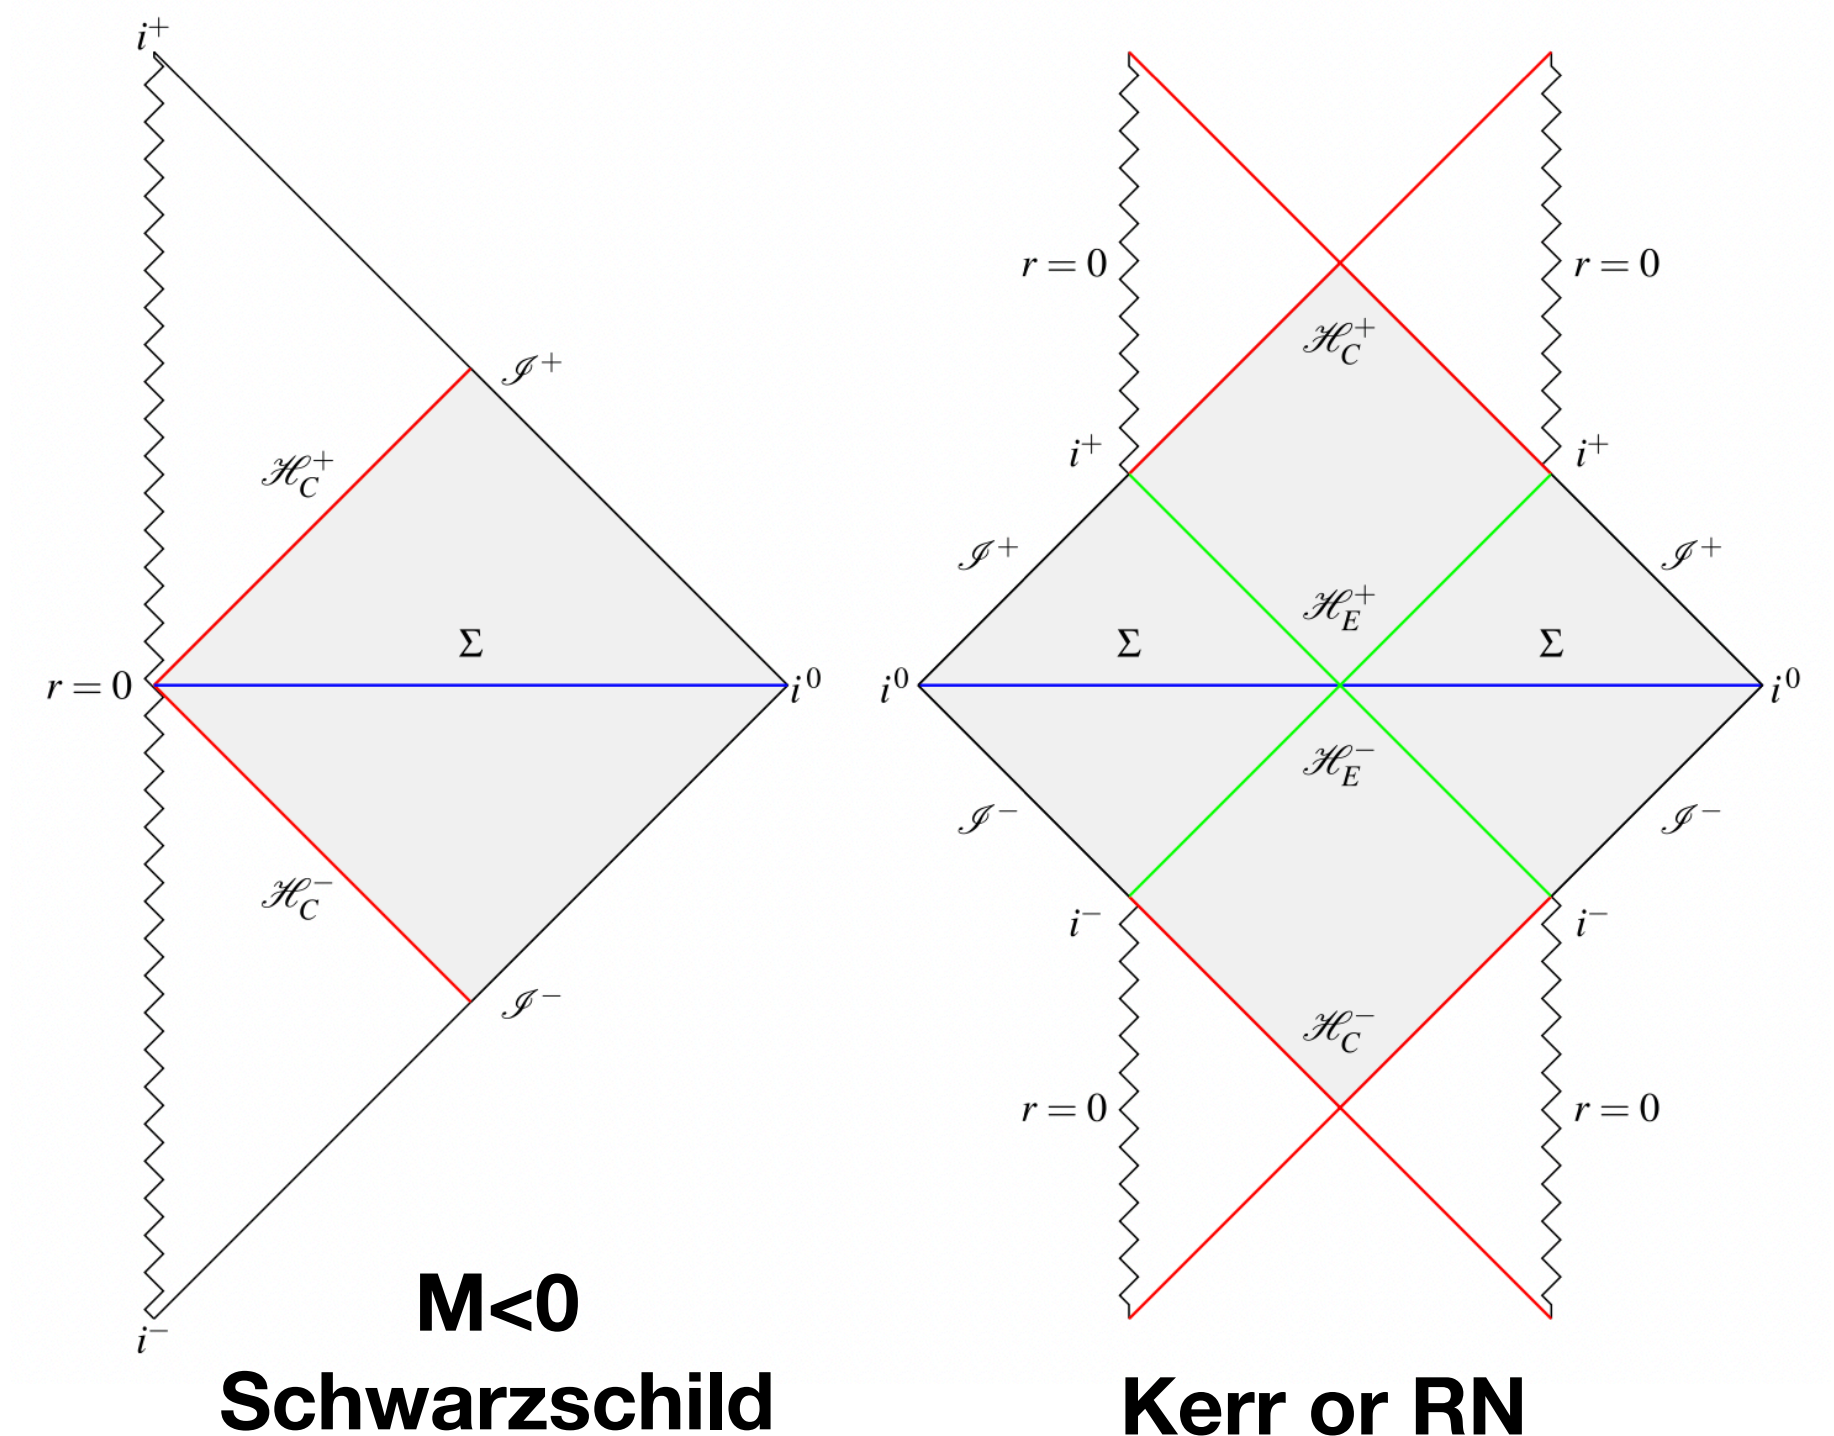 i⁺
𝓘⁺
ℋ_C⁺
Σ
r = 0
i⁰
ℋ_C⁻
𝓘⁻
i⁻
M<0
Schwarzschild
r = 0
r = 0
ℋ_C⁺
i⁺
i⁺
𝓘⁺
𝓘⁺
ℋ_E⁺
Σ
Σ
i⁰
i⁰
ℋ_E⁻
𝓘⁻
𝓘⁻
i⁻
i⁻
ℋ_C⁻
r = 0
r = 0
Kerr or RN